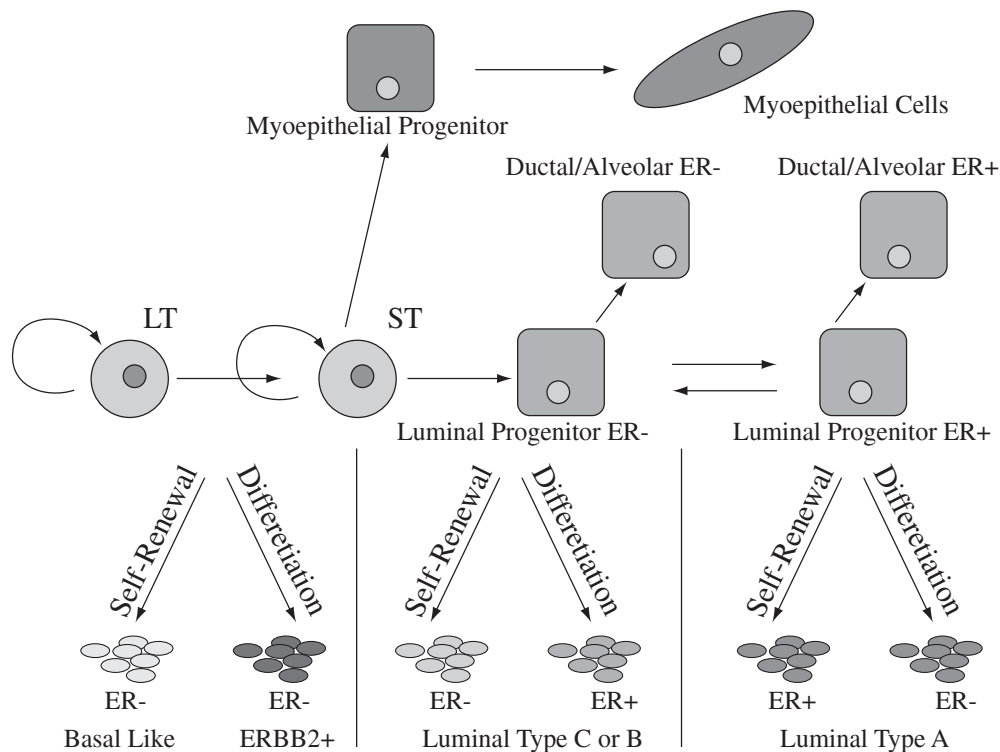 Myoepithelial Progenitor
Myoepithelial Cells
Ductal/Alveolar ER-
Ductal/Alveolar ER+
LT
ST
Luminal Progenitor ER-
Luminal Progenitor ER+
Self-Renewal
Differetiation
Self-Renewal
Differetiation
Self-Renewal
Differetiation
ER-
ER-
ER-
ER+
ER+
ER-
Basal Like
ERBB2+
Luminal Type C or B
Luminal Type A